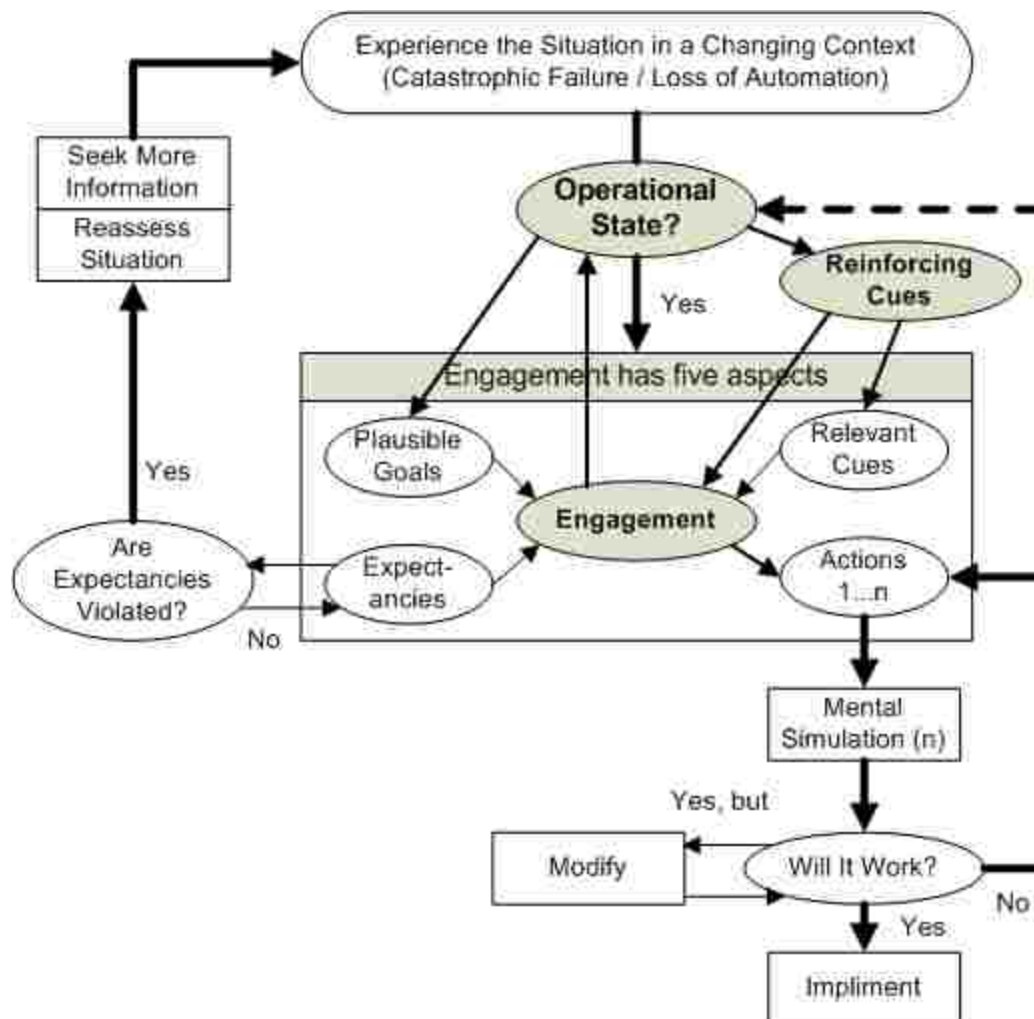 Experience the Situation in a Changing Context
(Catastrophic Failure / Loss of Automation)
Seek More
Information
Reassess
Situation
Operational
State?
Reinforcing
Cues
Yes
Engagement has five aspects
Plausible
Goals
Relevant
Cues
Yes
Engagement
Are
Expectancies
Violated?
Expect-
ancies
Actions
1...n
No
Mental
Simulation (n)
Yes, but
Modify
Will It Work?
No
Yes
Impliment